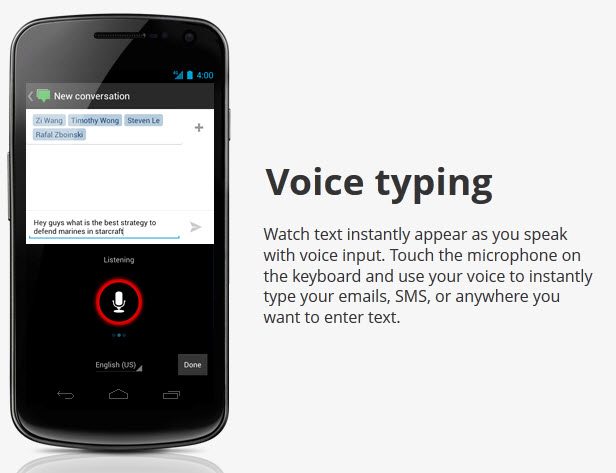 4G 4:00
New conversation
Zi Wang Timothy Wong Steven Le
Rafal Zboinski
+
Hey guys what is the best strategy to
defend marines in starcraft
Listening
English (US)
Done
Voice typing
Watch text instantly appear as you speak
with voice input. Touch the microphone on
the keyboard and use your voice to instantly
type your emails, SMS, or anywhere you
want to enter text.